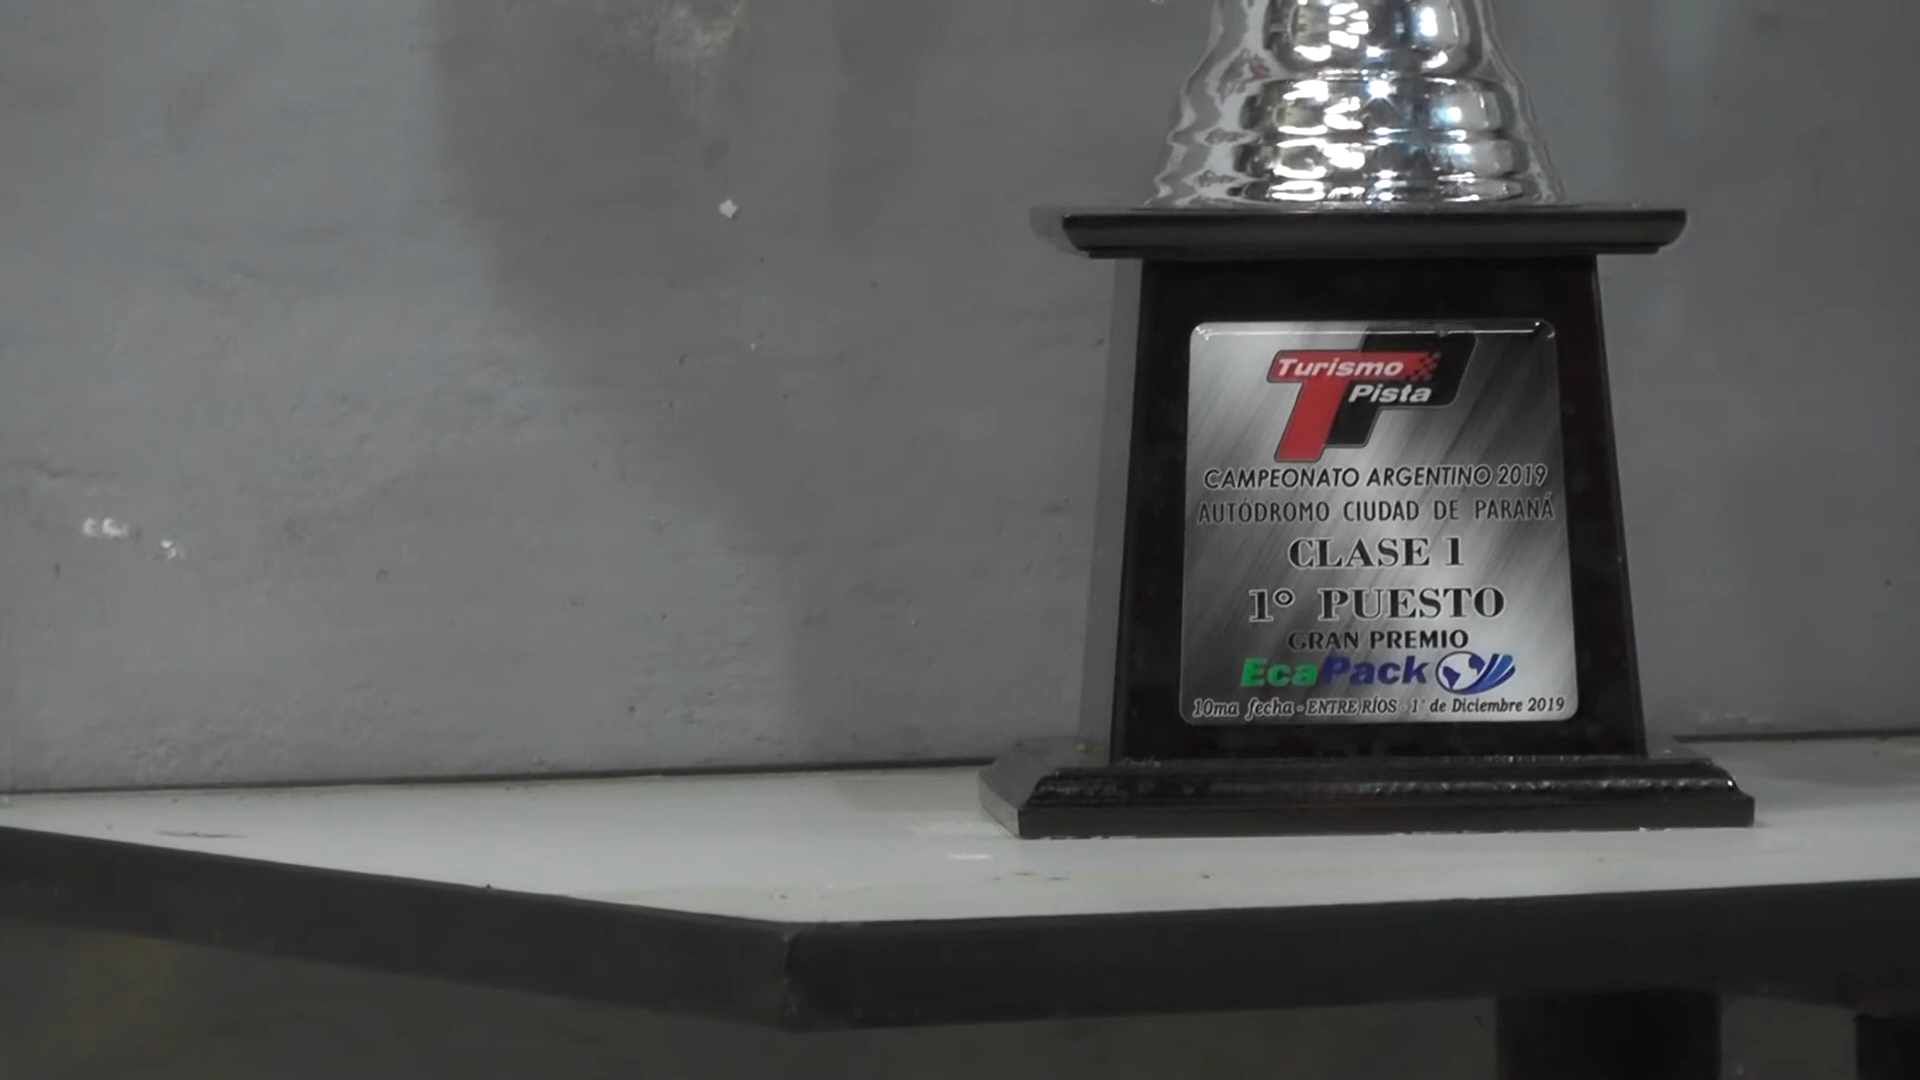 Turismo
Pista
CAMPEONATO ARGENTINO 2019
AUTÓDROMO CIUDAD DE PARANÁ
CLASE 1
1° PUESTO
GRAN PREMIO
EcaPack
10ma fecha - ENTRE RÍOS - 1° de Diciembre 2019